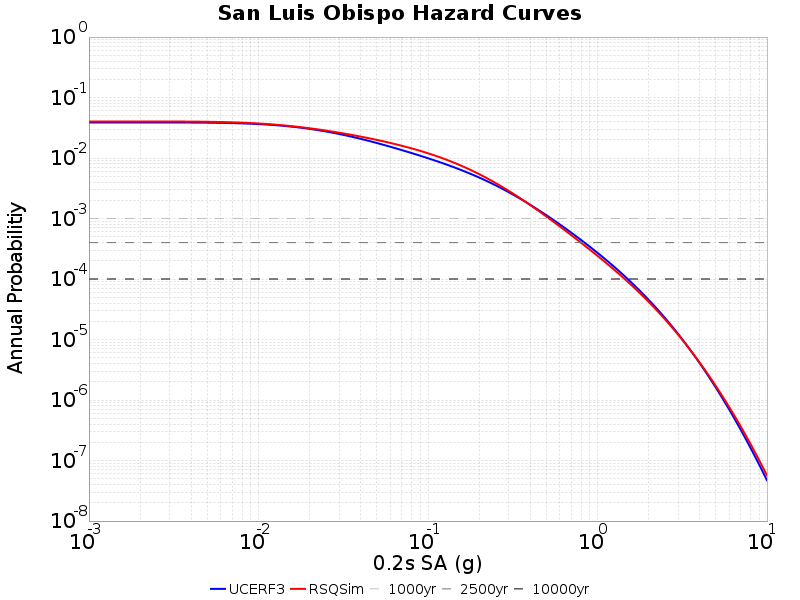 San Luis Obispo Hazard Curves
10^0
10^-1
10^-2
10^-3
10^-4
10^-5
10^-6
10^-7
10^-8
Annual Probabilitiy
10^-3 10^-2 10^-1 10^0 10^1
0.2s SA (g)
UCERF3 RSQSim 1000yr 2500yr 10000yr